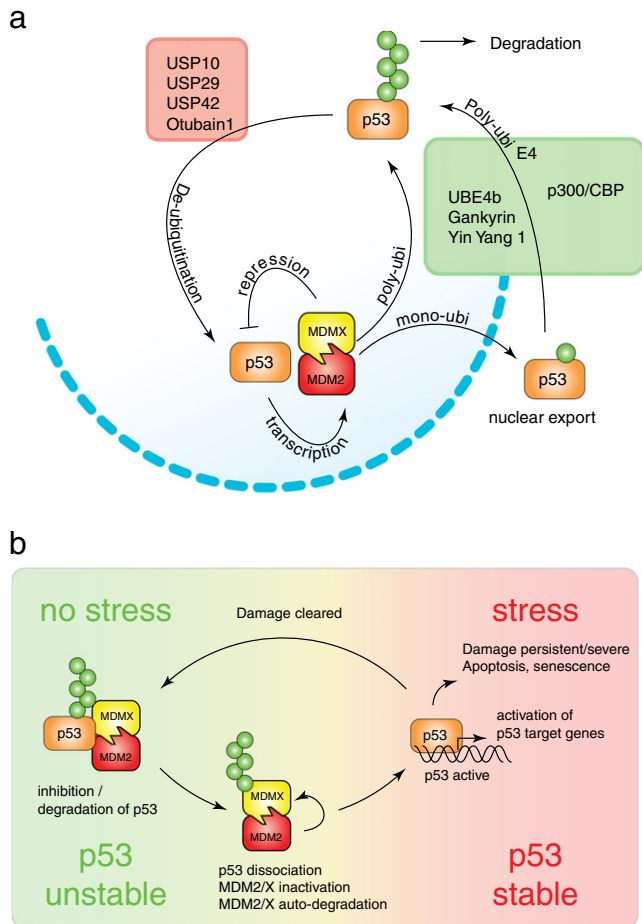 a
USP10
USP29
USP42
Otubain1
Degradation
p53
Poly-ubi
E4
p300/CBP
UBE4b
Gankyrin
Yin Yang 1
De-ubiquitination
repression
poly-ubi
mono-ubi
p53
MDMX
MDM2
p53
transcription
nuclear export
b
no stress
Damage cleared
stress
Damage persistent/severe
Apoptosis, senescence
MDMX
p53
MDM2
p53
activation of
p53 target genes
p53 active
inhibition /
degradation of p53
MDMX
MDM2
p53
unstable
p53 dissociation
MDM2/X inactivation
MDM2/X auto-degradation
p53
stable